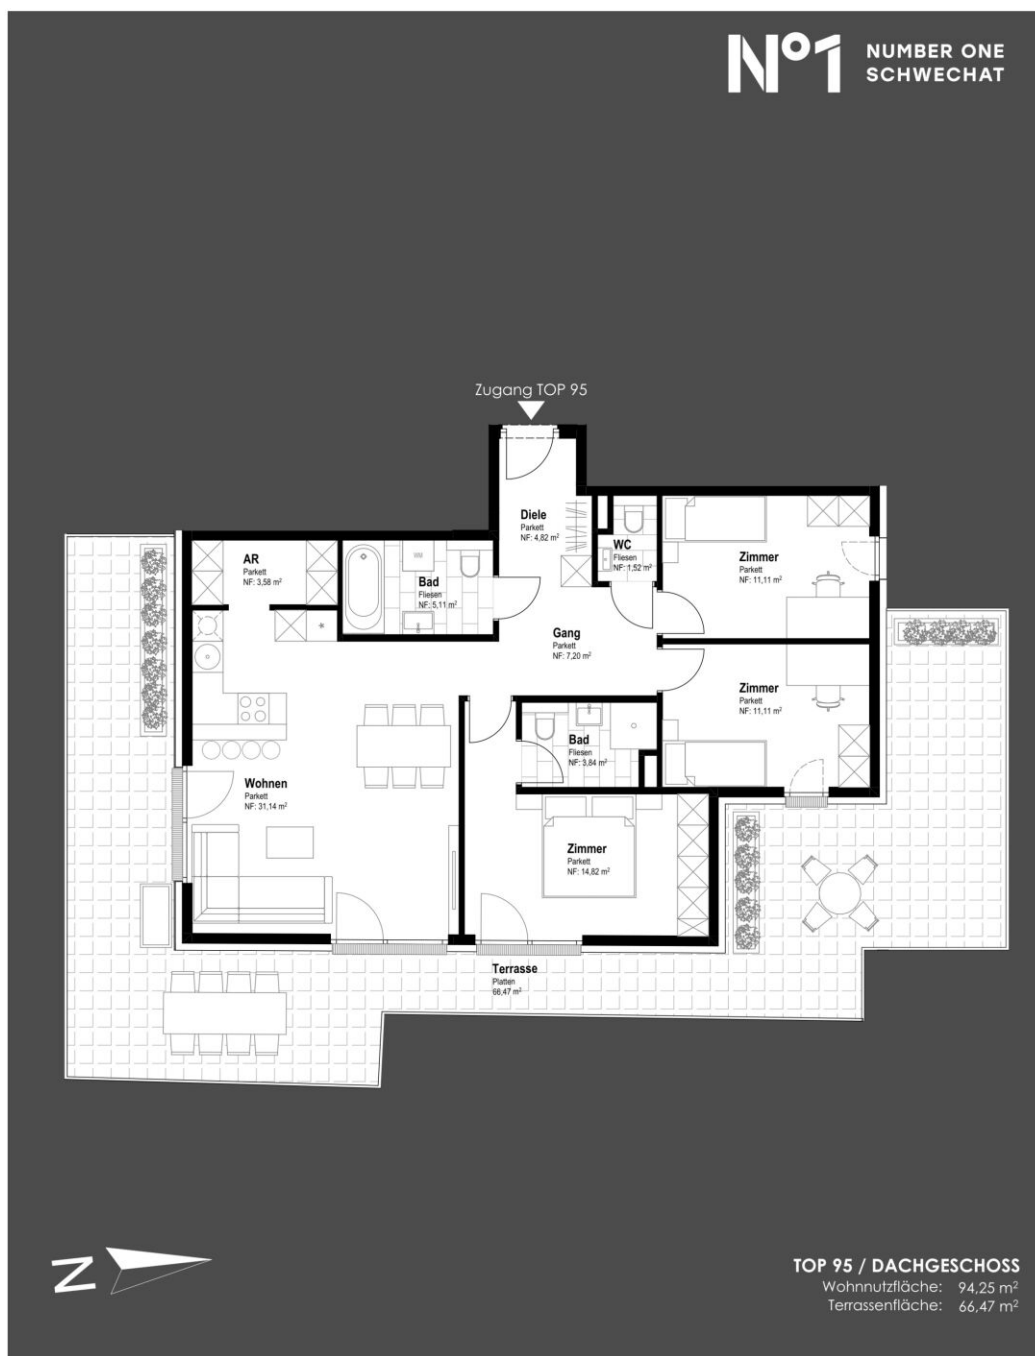 Nº1 NUMBER ONE
SCHWECHAT
Zugang TOP 95
Diele
Parkett
NF: 4,82 m²
WC
Fliesen
NF: 1,52 m²
Zimmer
Parkett
NF: 11,11 m²
AR
Parkett
NF: 3,58 m²
Bad
Fliesen
NF: 5,11 m²
Gang
Parkett
NF: 7,20 m²
Zimmer
Parkett
NF: 11,11 m²
Bad
Fliesen
NF: 3,84 m²
Wohnen
Parkett
NF: 31,14 m²
Zimmer
Parkett
NF: 14,82 m²
Terrasse
Platten
66,47 m²
N
TOP 95 / DACHGESCHOSS
Wohnnutzfläche: 94,25 m²
Terrassenfläche: 66,47 m²